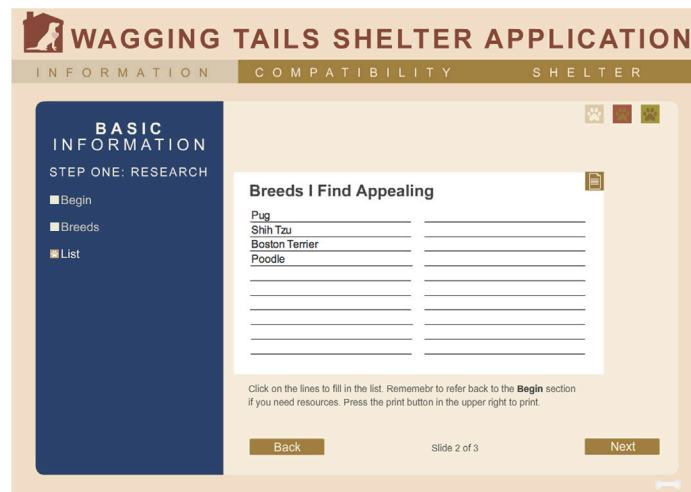 WAGGING TAILS SHELTER APPLICATION
INFORMATION COMPATIBILITY SHELTER
BASIC
INFORMATION
STEP ONE: RESEARCH
Begin
Breeds
List
Breeds I Find Appealing
Pug
Shih Tzu
Boston Terrier
Poodle
Click on the lines to fill in the list. Rememebr to refer back to the Begin section
if you need resources. Press the print button in the upper right to print.
Back
Slide 2 of 3
Next